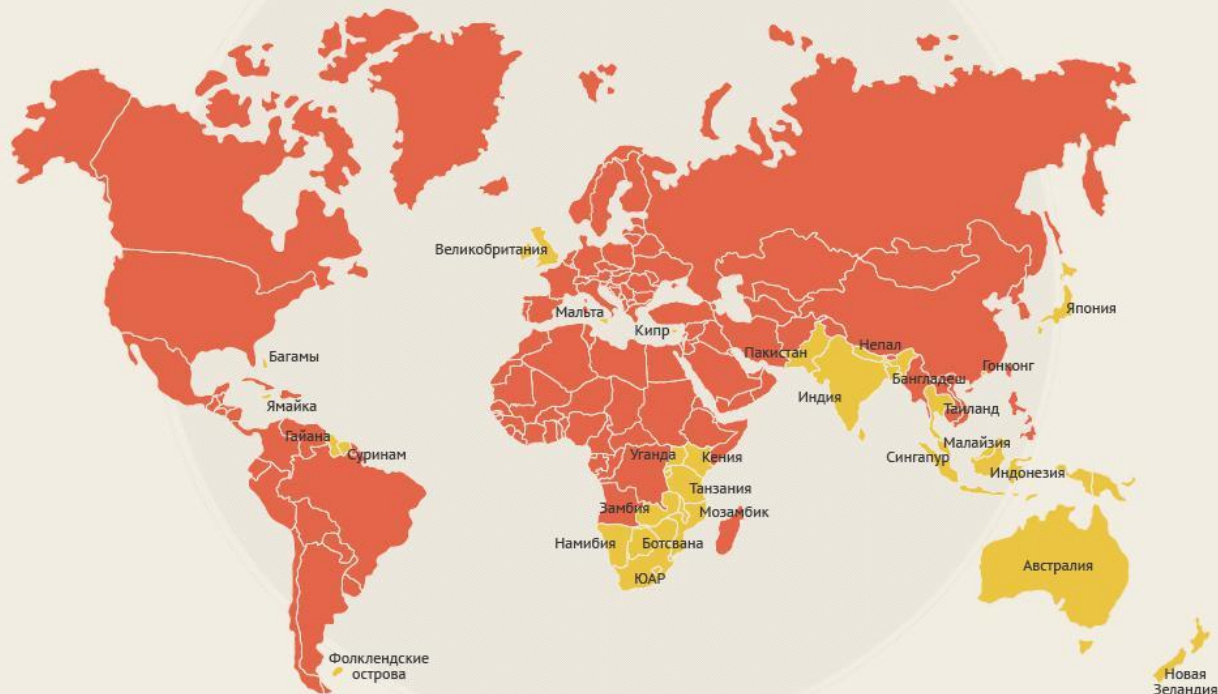 Великобритания
Мальта
Кипр
Япония
Багамы
Пакистан
Непал
Гонконг
Бангладеш
Ямайка
Индия
Таиланд
Гайана
Суринам
Малайзия
Уганда
Кения
Сингапур
Индонезия
Танзания
Замбия
Мозамбик
Намибия
Ботсвана
Австралия
ЮАР
Фолклендские
острова
Новая
Зеландия